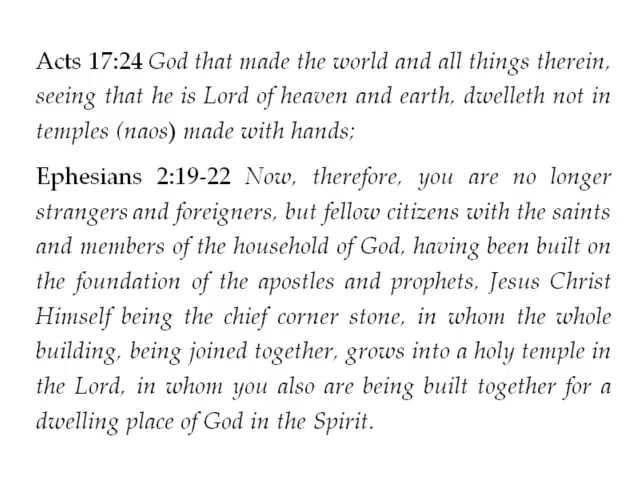 Acts 17:24 God that made the world and all things therein,
seeing that he is Lord of heaven and earth, dwelleth not in
temples (naos) made with hands;
Ephesians 2:19-22 Now, therefore, you are no longer
strangers and foreigners, but fellow citizens with the saints
and members of the household of God, having been built on
the foundation of the apostles and prophets, Jesus Christ
Himself being the chief corner stone, in whom the whole
building, being joined together, grows into a holy temple in
the Lord, in whom you also are being built together for a
dwelling place of God in the Spirit.